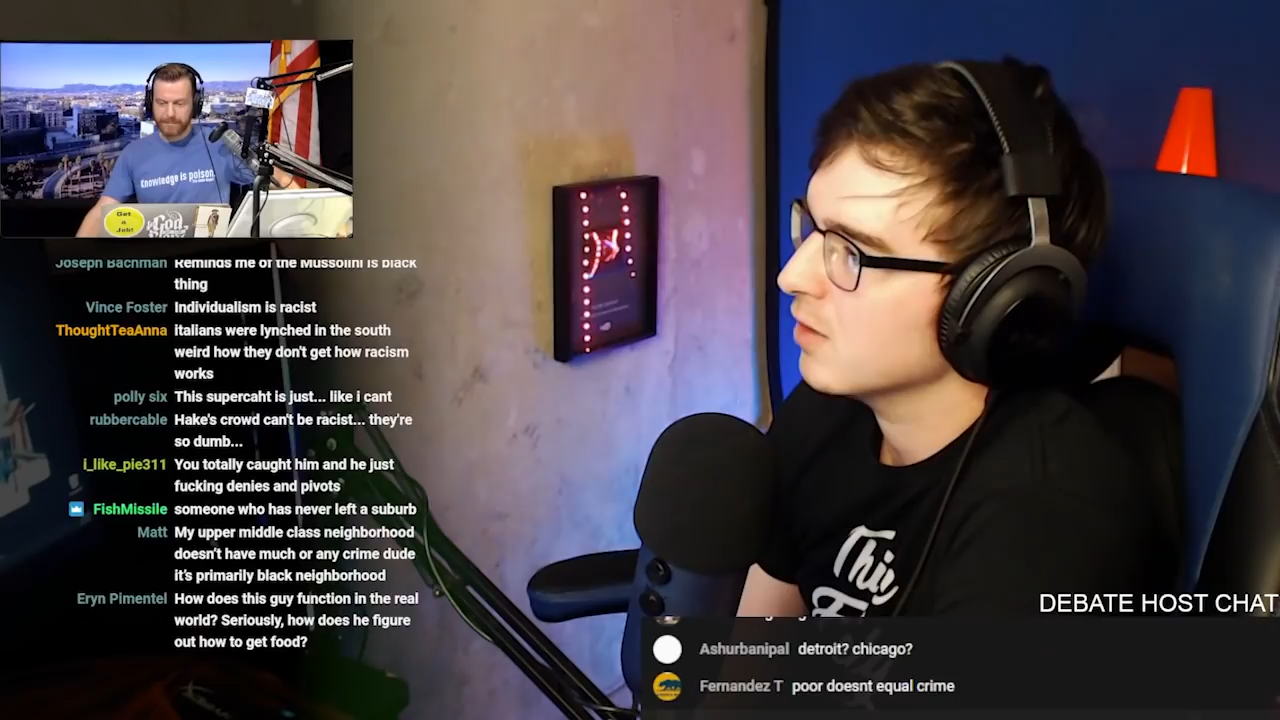 Knowledge is poison.
Get
a
Job!
God
Joseph Bachman Reminds me of the Mussolini is black
thing
Vince Foster Individualism is racist
ThoughtTeaAnna italians were lynched in the south
weird how they don't get how racism
works
polly six This supercaht is just... like i cant
rubbercable Hake's crowd can't be racist... they're
so dumb...
i_like_pie311 You totally caught him and he just
fucking denies and pivots
FishMissile someone who has never left a suburb
Matt My upper middle class neighborhood
doesn't have much or any crime dude
it's primarily black neighborhood
Eryn Pimentel How does this guy function in the real
world? Seriously, how does he figure
out how to get food?
DEBATE HOST CHAT
Ashurbanipal detroit? chicago?
Fernandez T poor doesnt equal crime